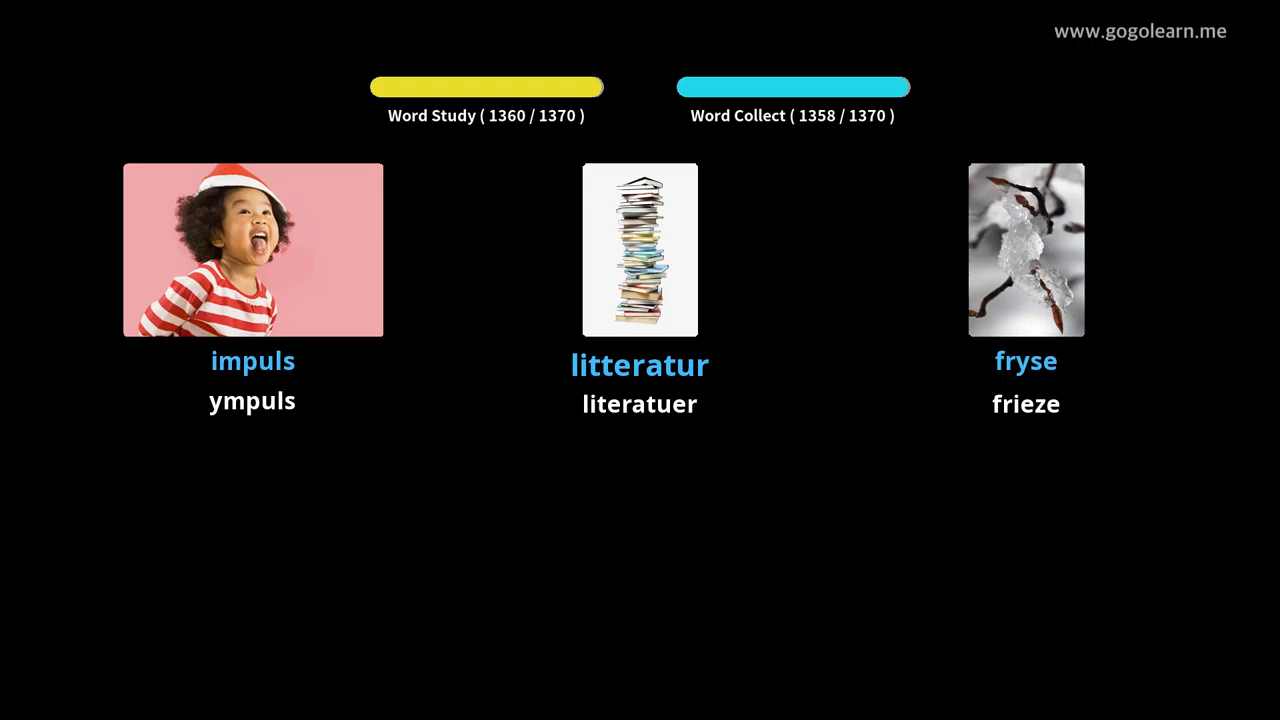 www.gogolearn.me
Word Study ( 1360 / 1370 )
Word Collect ( 1358 / 1370 )
impuls
ympuls
litteratur
literatuer
fryse
frieze